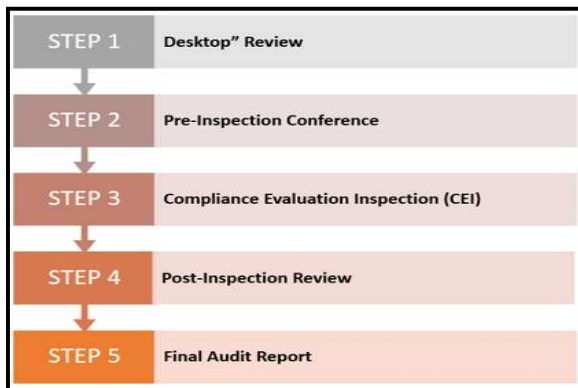 STEP 1 Desktop” Review
STEP 2 Pre-Inspection Conference
STEP 3 Compliance Evaluation Inspection (CEI)
STEP 4 Post-Inspection Review
STEP 5 Final Audit Report